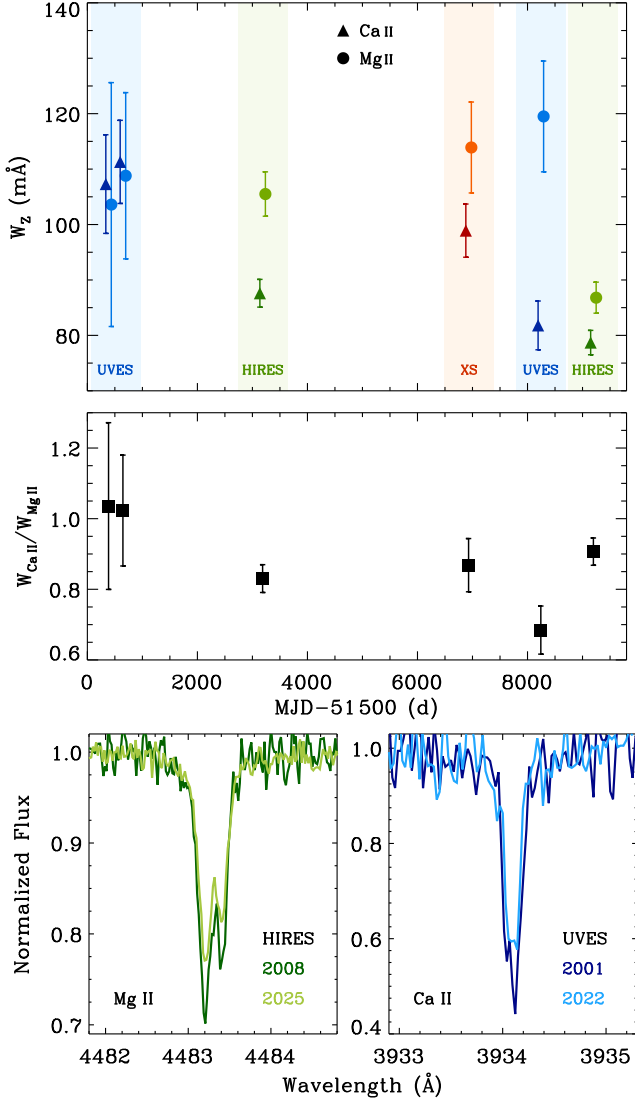 140
120
100
80
W_Z (mÅ)
Ca II
Mg II
UVES
HIRES
XS
UVES
HIRES
1.2
1.0
0.8
0.6
W_Ca II/W_Mg II
0 2000 4000 6000 8000
MJD−51500 (d)
1.0
0.9
0.8
0.7
Normalized Flux
HIRES
2008
2025
Mg II
4482 4483 4484
1.0
0.8
0.6
0.4
UVES
2001
2022
Ca II
3933 3934 3935
Wavelength (Å)